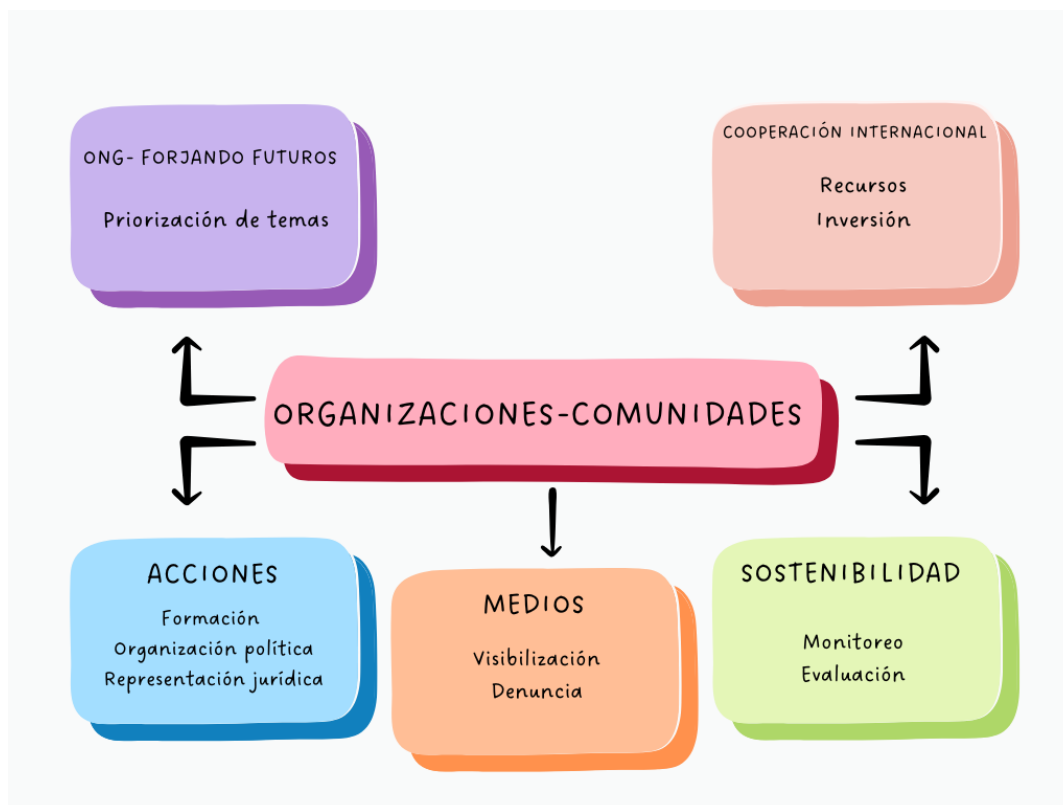 ONG- FORJANDO FUTUROS
Priorización de temas
COOPERACIÓN INTERNACIONAL
Recursos
Inversión
ORGANIZACIONES-COMUNIDADES
ACCIONES
Formación
Organización política
Representación jurídica
MEDIOS
Visibilización
Denuncia
SOSTENIBILIDAD
Monitoreo
Evaluación